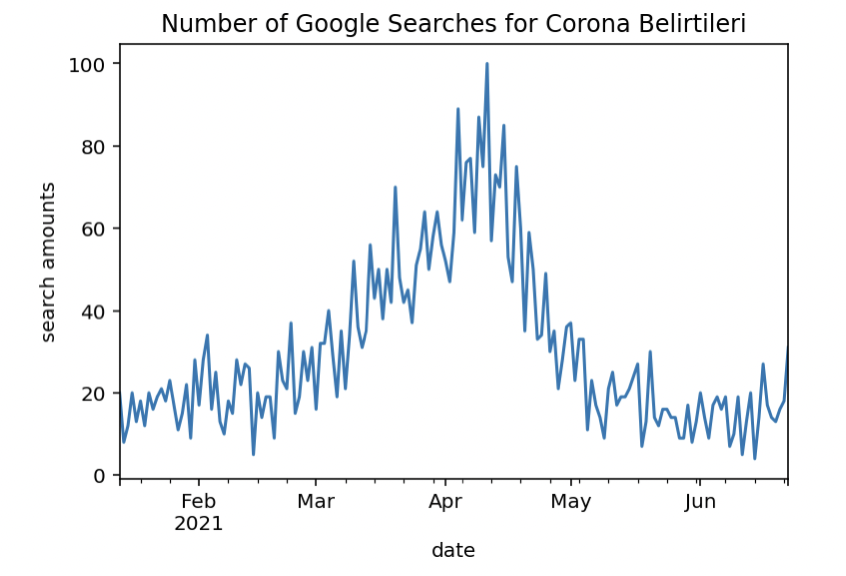 Number of Google Searches for Corona Belirtileri
100
80
60
40
20
0
search amounts
Feb Mar Apr May Jun
2021
date